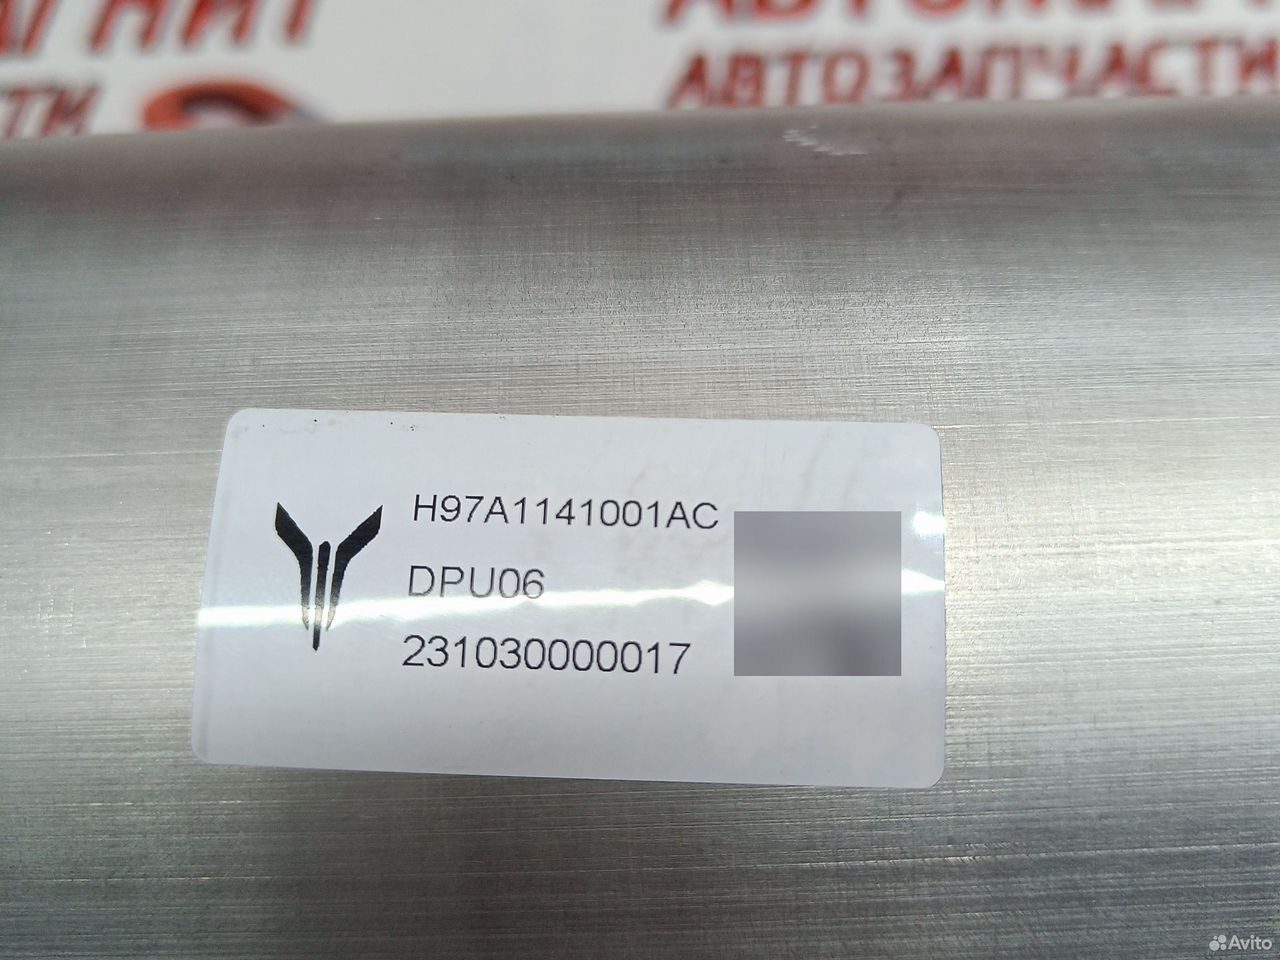 АВТОЗАПЧАСТИ
H97A1141001AC
DPU06
231030000017
Avito